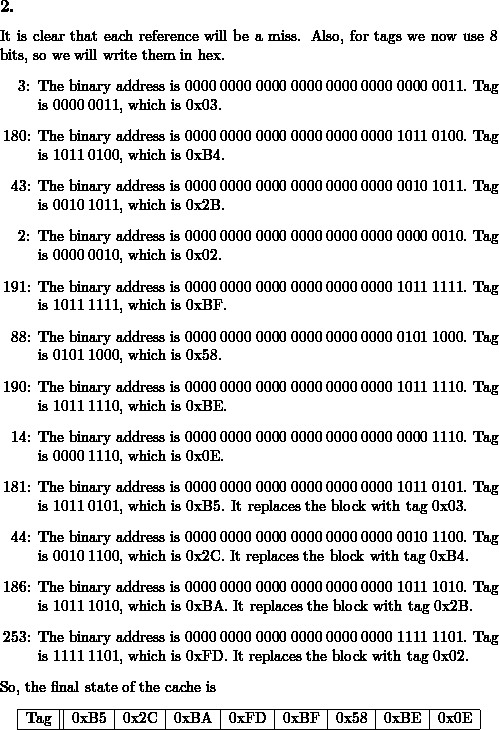 2.
It is clear that each reference will be a miss. Also, for tags we now use 8
bits, so we will write them in hex.
3: The binary address is 0000 0000 0000 0000 0000 0000 0000 0011. Tag
is 0000 0011, which is 0x03.
180: The binary address is 0000 0000 0000 0000 0000 0000 1011 0100. Tag
is 1011 0100, which is 0xB4.
43: The binary address is 0000 0000 0000 0000 0000 0000 0010 1011. Tag
is 0010 1011, which is 0x2B.
2: The binary address is 0000 0000 0000 0000 0000 0000 0000 0010. Tag
is 0000 0010, which is 0x02.
191: The binary address is 0000 0000 0000 0000 0000 0000 1011 1111. Tag
is 1011 1111, which is 0xBF.
88: The binary address is 0000 0000 0000 0000 0000 0000 0101 1000. Tag
is 0101 1000, which is 0x58.
190: The binary address is 0000 0000 0000 0000 0000 0000 1011 1110. Tag
is 1011 1110, which is 0xBE.
14: The binary address is 0000 0000 0000 0000 0000 0000 0000 1110. Tag
is 0000 1110, which is 0x0E.
181: The binary address is 0000 0000 0000 0000 0000 0000 1011 0101. Tag
is 1011 0101, which is 0xB5. It replaces the block with tag 0x03.
44: The binary address is 0000 0000 0000 0000 0000 0000 0010 1100. Tag
is 0010 1100, which is 0x2C. It replaces the block with tag 0xB4.
186: The binary address is 0000 0000 0000 0000 0000 0000 1011 1010. Tag
is 1011 1010, which is 0xBA. It replaces the block with tag 0x2B.
253: The binary address is 0000 0000 0000 0000 0000 0000 1111 1101. Tag
is 1111 1101, which is 0xFD. It replaces the block with tag 0x02.
So, the final state of the cache is
Tag 0xB5 0x2C 0xBA 0xFD 0xBF 0x58 0xBE 0x0E